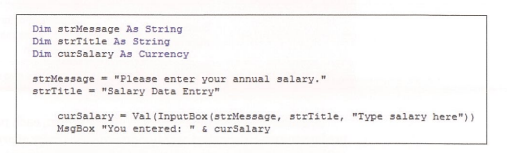 Dim strMessage As String
Dim strTitle As String
Dim curSalary As Currency
strMessage = "Please enter your annual salary."
strTitle = "Salary Data Entry"
curSalary = Val(InputBox(strMessage, strTitle, "Type salary here"))
MsgBox "You entered: " & curSalary